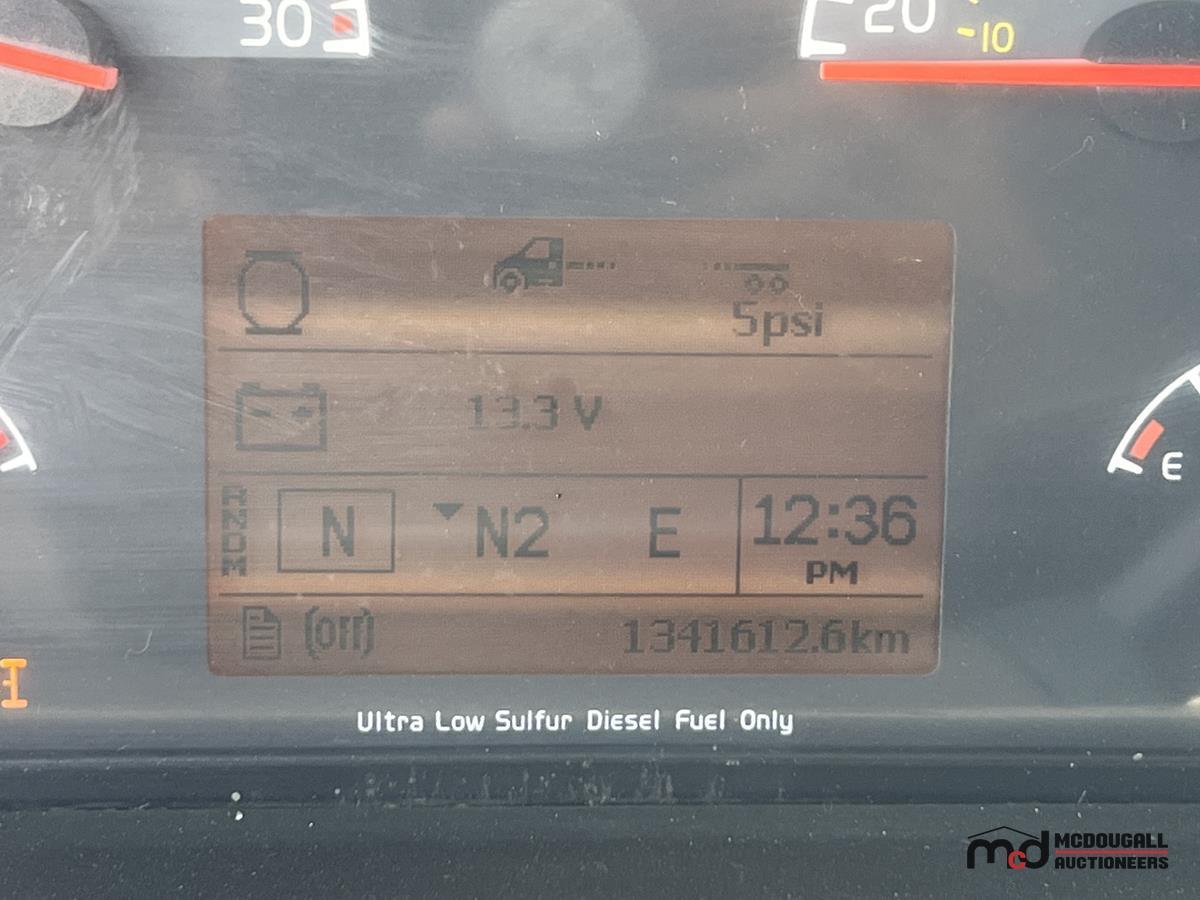 30
20
-10
5psi
13.3 V
E
R
N
D
M
N N2 E
12:36
PM
(Off) 1341612.6km
Ultra Low Sulfur Diesel Fuel Only
mcd MCDOUGALL
AUCTIONEERS